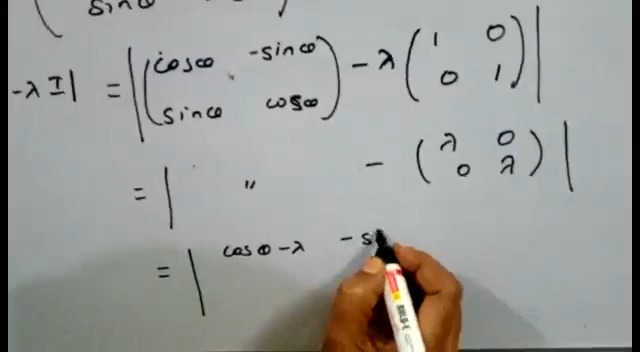 sinθ
-λI| = |(cosθ -sinθ sinθ cosθ) - λ(1 0 0 1)|
= | " - (λ 0 0 λ)|
= | cosθ-λ -s